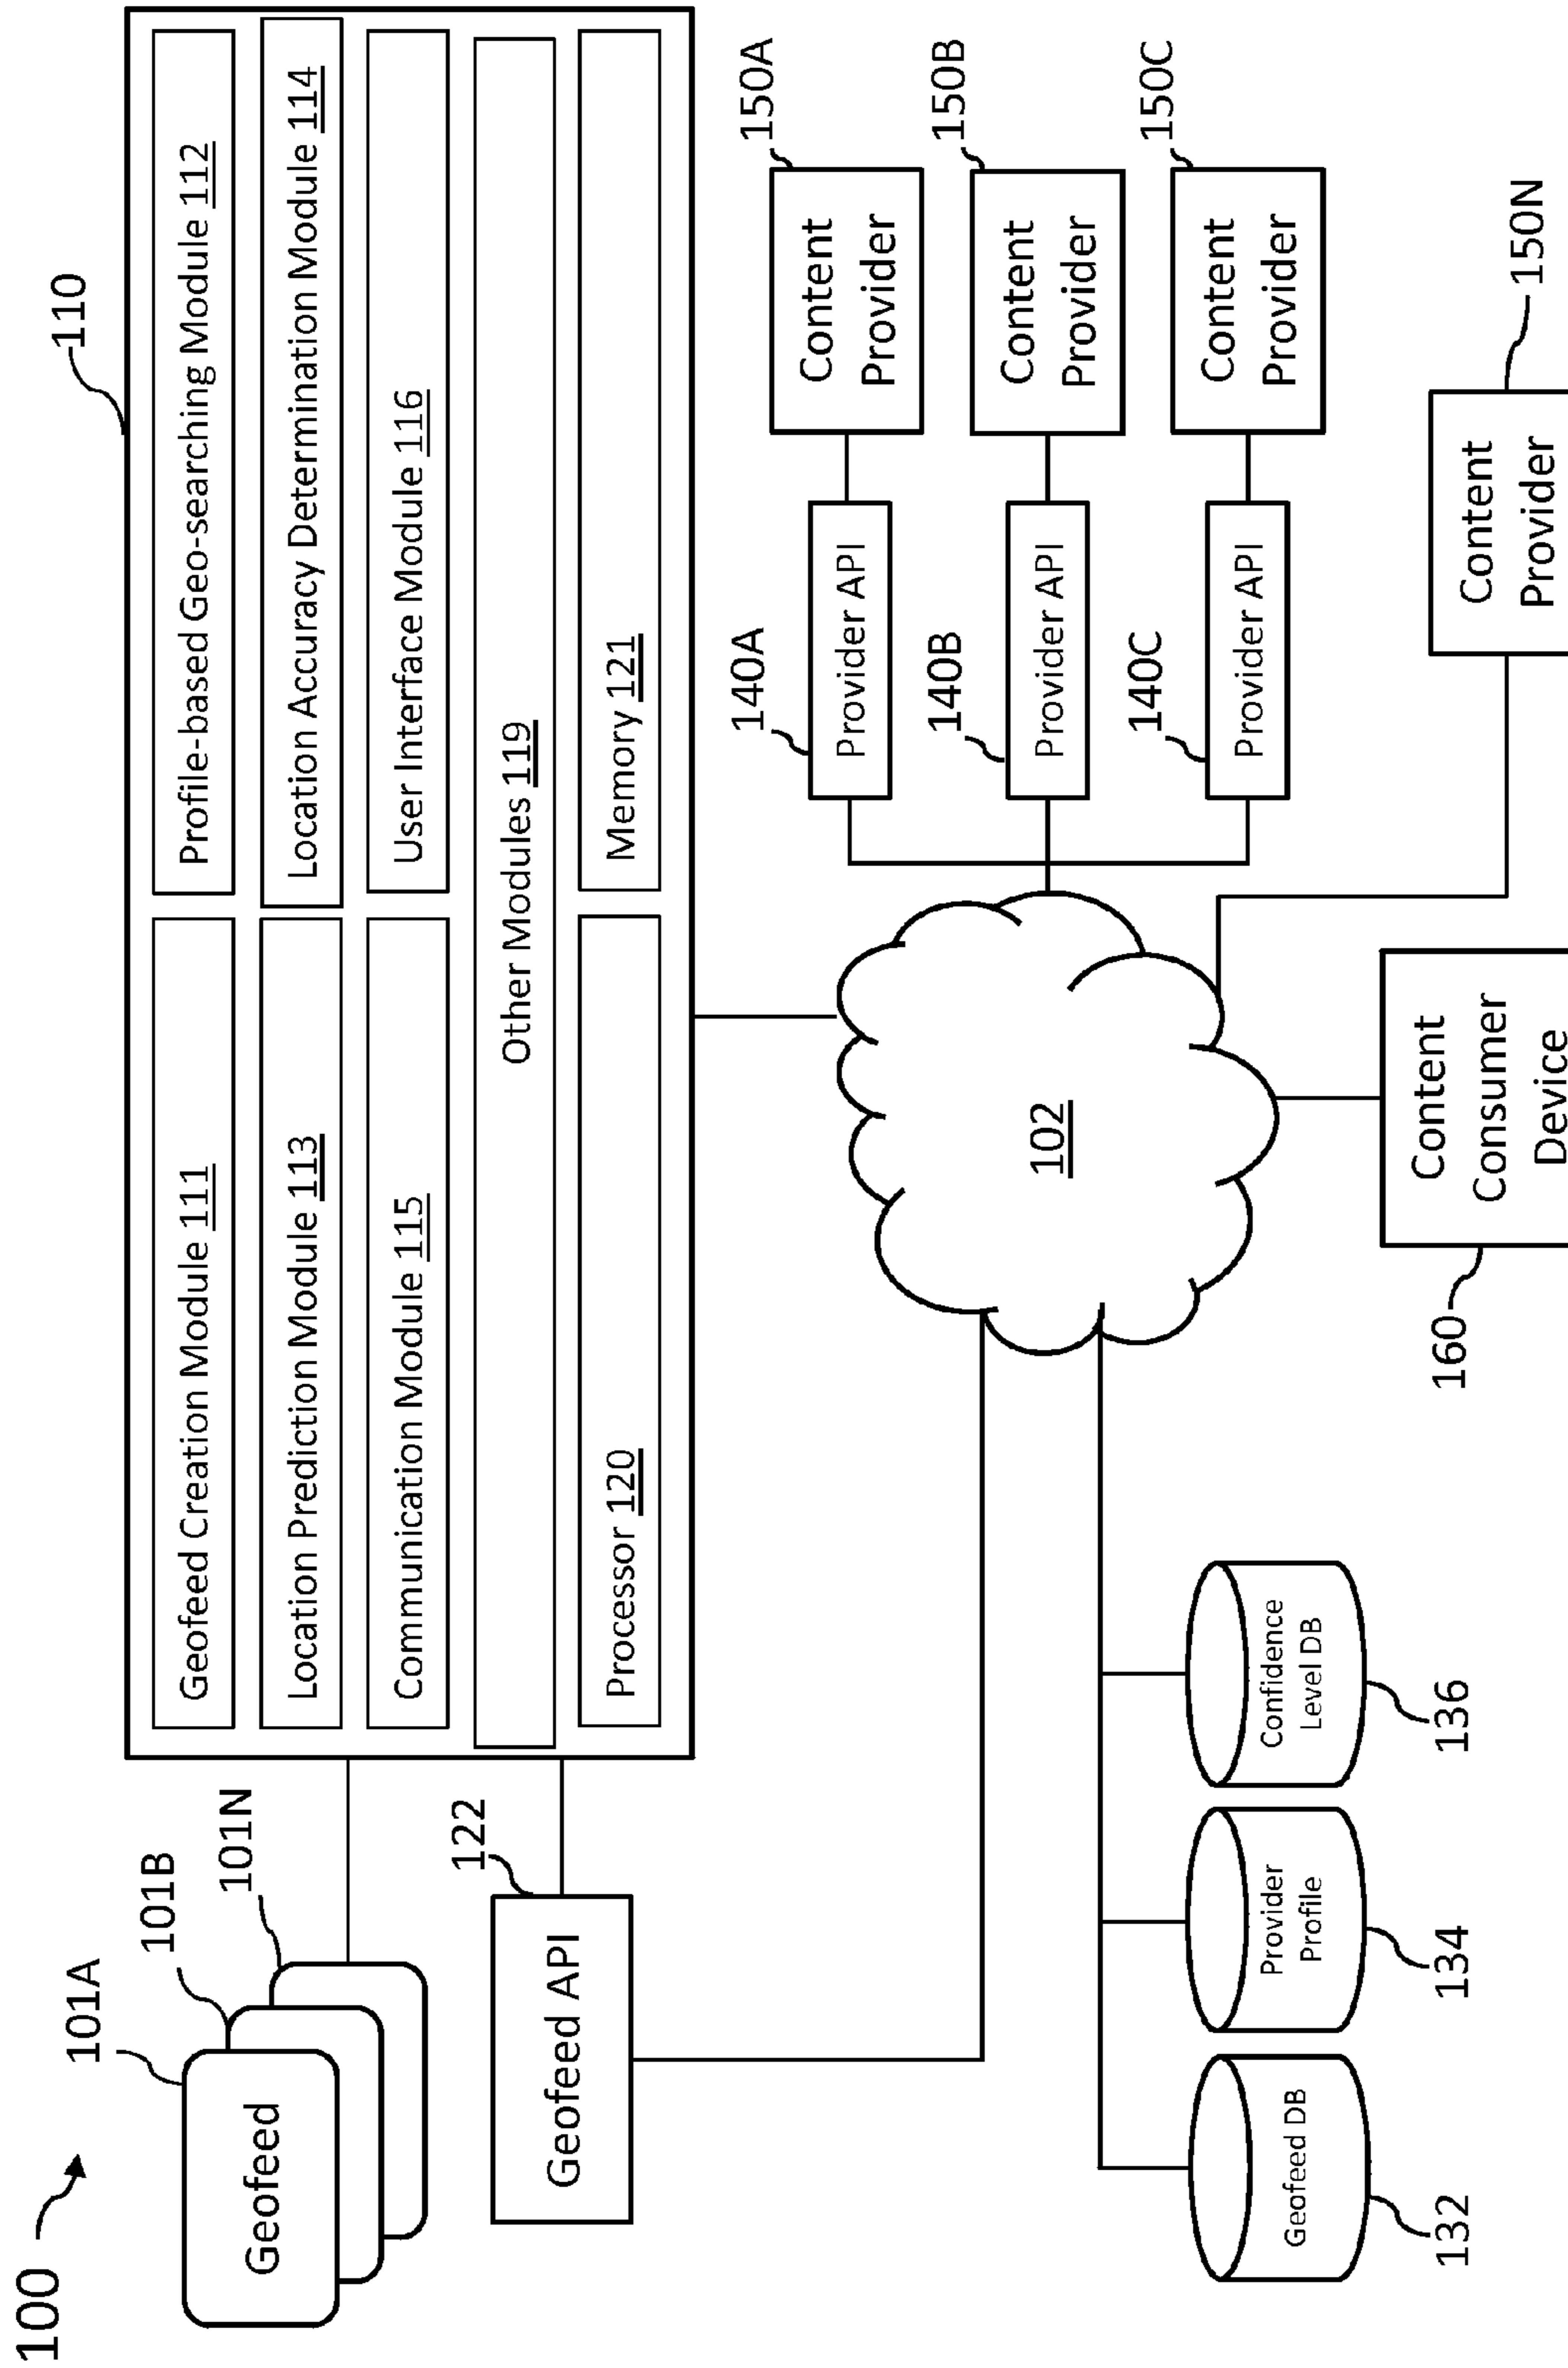 100
110
101A
101B
101N
Geofeed
122
Geofeed API
Geofeed Creation Module 111
Profile-based Geo-searching Module 112
Location Prediction Module 113
Location Accuracy Determination Module 114
Communication Module 115
User Interface Module 116
Other Modules 119
Processor 120
Memory 121
102
140A
Provider API
150A
Content
Provider
140B
Provider API
150B
Content
Provider
140C
Provider API
150C
Content
Provider
150N
Content
Provider
Geofeed DB
132
Provider
Profile
134
Confidence
Level DB
136
160
Content
Consumer
Device